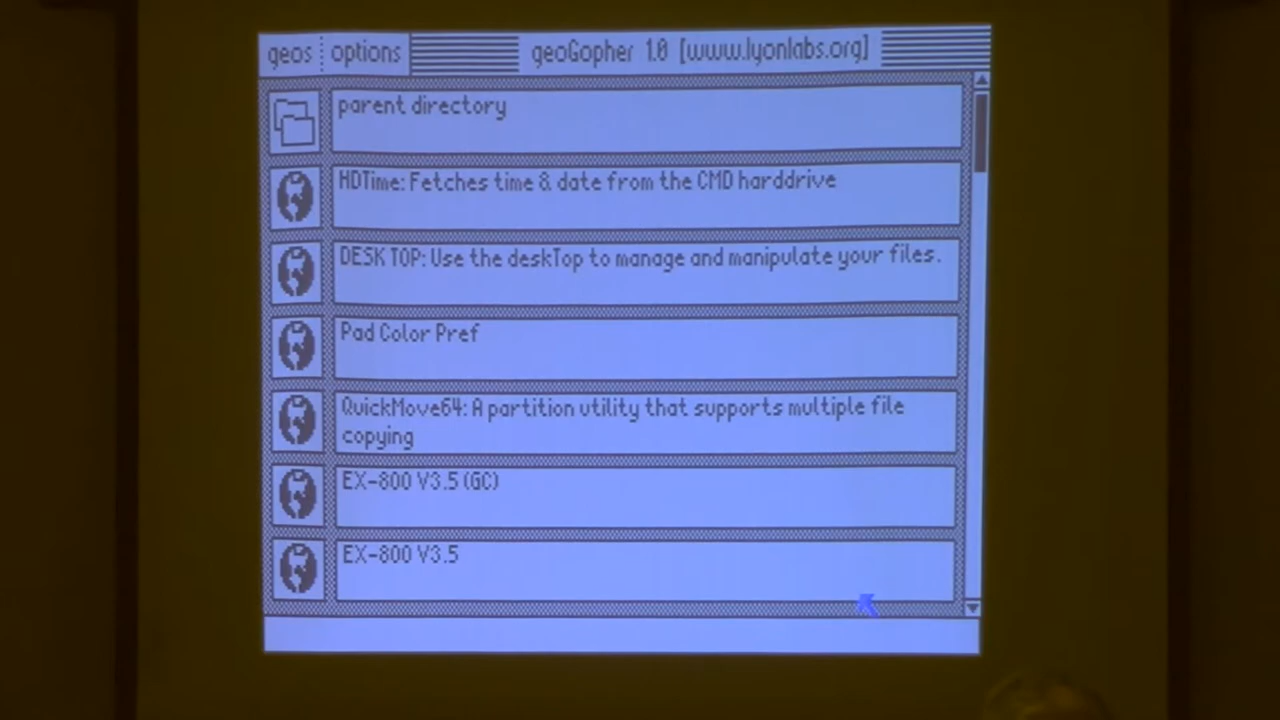 geos options geoGopher 1.0 [www.lyonlabs.org]
parent directory
HDTime: Fetches time & date from the CMD harddrive
DESK TOP: Use the deskTop to manage and manipulate your files.
Pad Color Pref
QuickMove64: A partition utility that supports multiple file
copying
EX-800 V3.5 (GC)
EX-800 V3.5